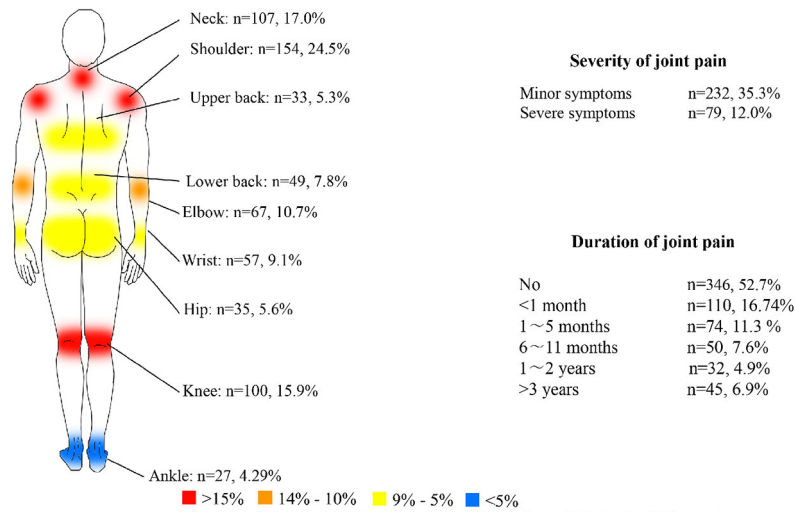 Neck: n=107, 17.0%
Shoulder: n=154, 24.5%
Upper back: n=33, 5.3%
Lower back: n=49, 7.8%
Elbow: n=67, 10.7%
Wrist: n=57, 9.1%
Hip: n=35, 5.6%
Knee: n=100, 15.9%
Ankle: n=27, 4.29%
>15% 14% - 10% 9% - 5% <5%
Severity of joint pain
Minor symptoms n=232, 35.3%
Severe symptoms n=79, 12.0%
Duration of joint pain
No n=346, 52.7%
<1 month n=110, 16.74%
1～5 months n=74, 11.3 %
6～11 months n=50, 7.6%
1～2 years n=32, 4.9%
>3 years n=45, 6.9%